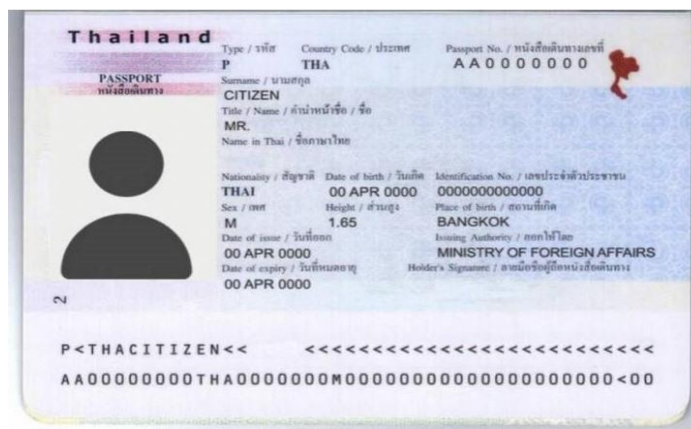 Thailand
PASSPORT
หนังสือเดินทาง
Type / รหัส Country Code / ประเทศ Passport No. / หนังสือเดินทางเลขที่
P THA AA0000000
Surname / นามสกุล
CITIZEN
Title / Name / คำนำหน้าชื่อ / ชื่อ
MR.
Name in Thai / ชื่อภาษาไทย
Nationality / สัญชาติ Date of birth / วันเกิด Identification No. / เลขประจำตัวประชาชน
THAI 00 APR 0000 0000000000000
Sex / เพศ Height / ส่วนสูง Place of birth / สถานที่เกิด
M 1.65 BANGKOK
Date of issue / วันที่ออก Issuing Authority / ออกให้โดย
00 APR 0000 MINISTRY OF FOREIGN AFFAIRS
Date of expiry / วันที่หมดอายุ Holder's Signature / ลายมือชื่อผู้ถือหนังสือเดินทาง
00 APR 0000
2
P<THACITIZEN<< <<<<<<<<<<<<<<<<<<<<<<<<<<
AA00000000THA0000000M00000000000000000000000<00